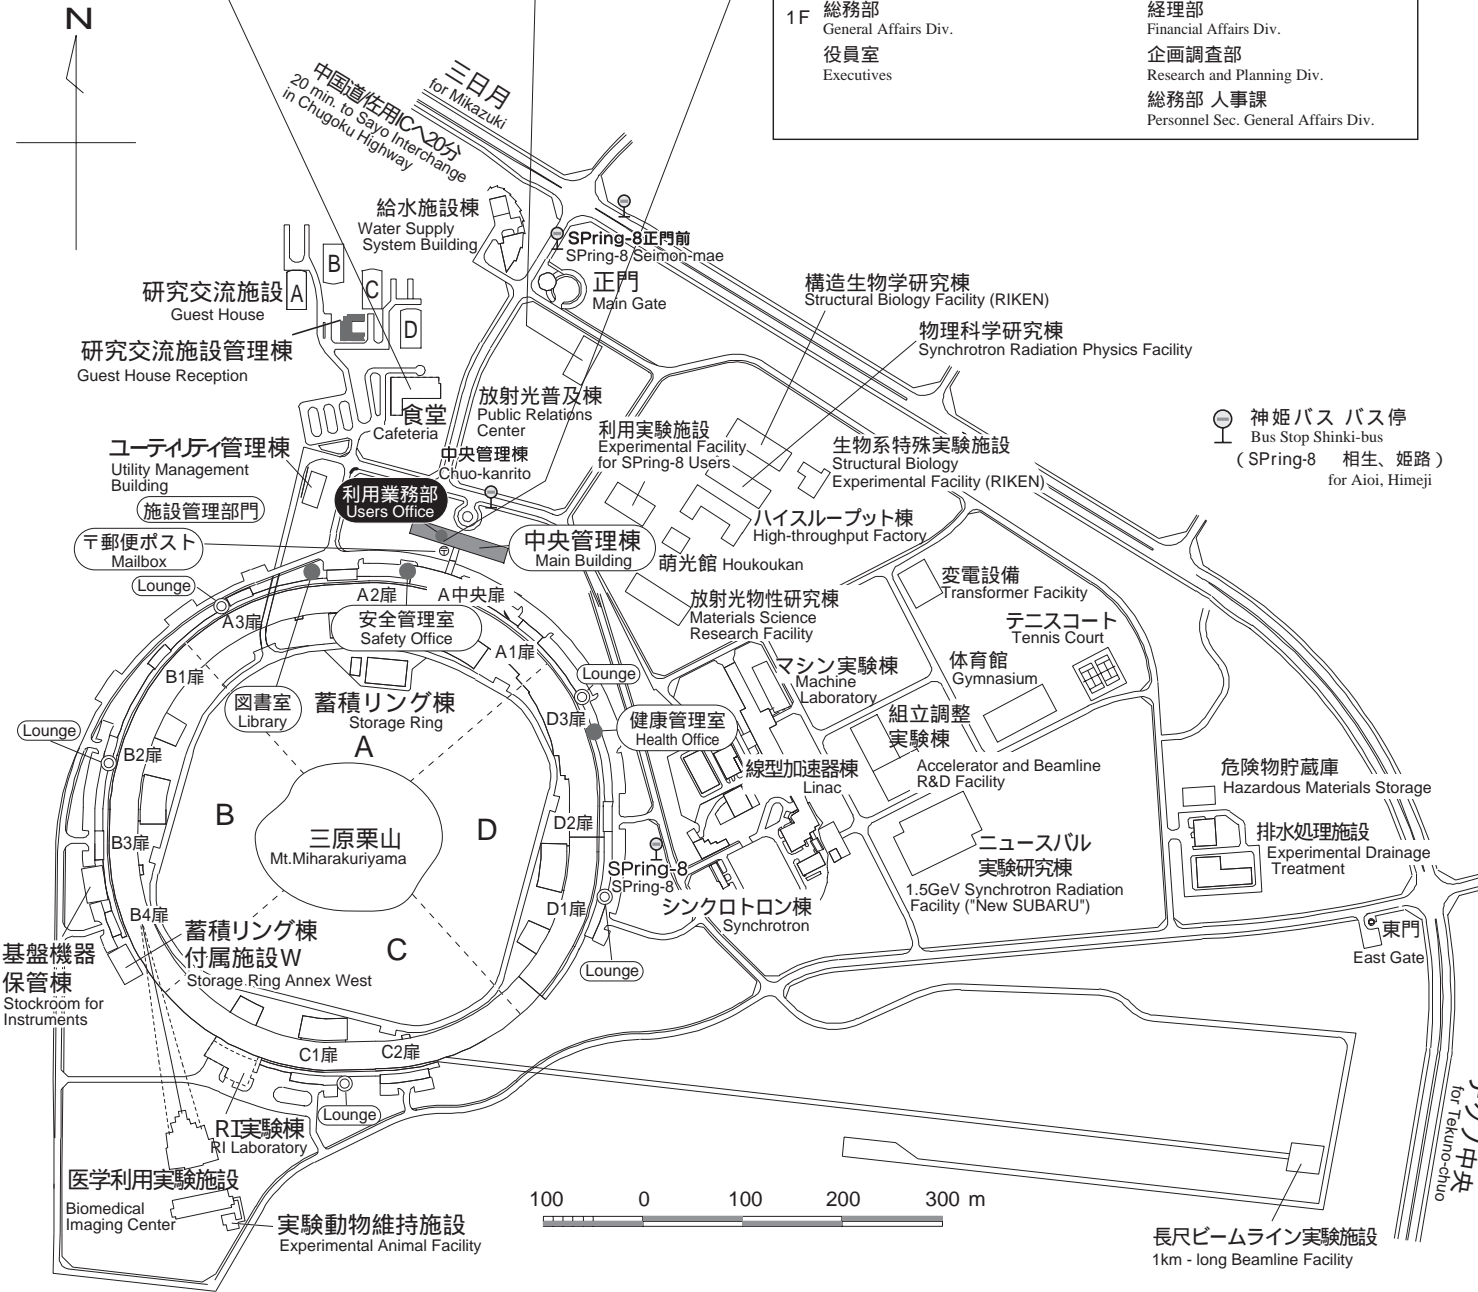 N
1F
総務部
General Affairs Div.
役員室
Executives
経理部
Financial Affairs Div.
企画調査部
Research and Planning Div.
総務部 人事課
Personnel Sec. General Affairs Div.
中国道佐用ICへ20分
20 min. to Sayo Interchange
in Chugoku Highway
三日月
for Mikazuki
給水施設棟
Water Supply
System Building
SPring-8正門前
SPring-8 Seimon-mae
正門
Main Gate
研究交流施設
Guest House
A
B
C
D
研究交流施設管理棟
Guest House Reception
構造生物学研究棟
Structural Biology Facility (RIKEN)
物理科学研究棟
Synchrotron Radiation Physics Facility
放射光普及棟
Public Relations
Center
食堂
Cafeteria
利用実験施設
Experimental Facility
for SPring-8 Users
生物系特殊実験施設
Structural Biology
Experimental Facility (RIKEN)
神姫バス バス停
Bus Stop Shinki-bus
(SPring-8 相生、姫路)
for Aioi, Himeji
ユーティリティ管理棟
Utility Management
Building
施設管理部門
中央管理棟
Chuo-kanrito
利用業務部
Users Office
〒郵便ポスト
Mailbox
中央管理棟
Main Building
ハイスループット棟
High-throughput Factory
萌光館 Houkoukan
変電設備
Transformer Facikity
放射光物性研究棟
Materials Science
Research Facility
テニスコート
Tennis Court
体育館
Gymnasium
Lounge
A3扉
A2扉
A中央扉
安全管理室
Safety Office
A1扉
B1扉
図書室
Library
蓄積リング棟
Storage Ring
A
Lounge
D3扉
健康管理室
Health Office
マシン実験棟
Machine
Laboratory
組立調整
実験棟
Accelerator and Beamline
R&D Facility
線型加速器棟
Linac
Lounge
B2扉
B
三原栗山
Mt.Miharakuriyama
D
D2扉
B3扉
SPring-8
SPring-8
D1扉
シンクロトロン棟
Synchrotron
ニュースバル
実験研究棟
1.5GeV Synchrotron Radiation
Facility ("New SUBARU")
危険物貯蔵庫
Hazardous Materials Storage
排水処理施設
Experimental Drainage
Treatment
東門
East Gate
B4扉
蓄積リング棟
付属施設W
Storage Ring Annex West
C
Lounge
基盤機器
保管棟
Stockroom for
Instruments
C1扉
C2扉
Lounge
RI実験棟
RI Laboratory
医学利用実験施設
Biomedical
Imaging Center
実験動物維持施設
Experimental Animal Facility
100 0 100 200 300 m
長尺ビームライン実験施設
1km - long Beamline Facility
テクノ中央
for Tekuno-chuo